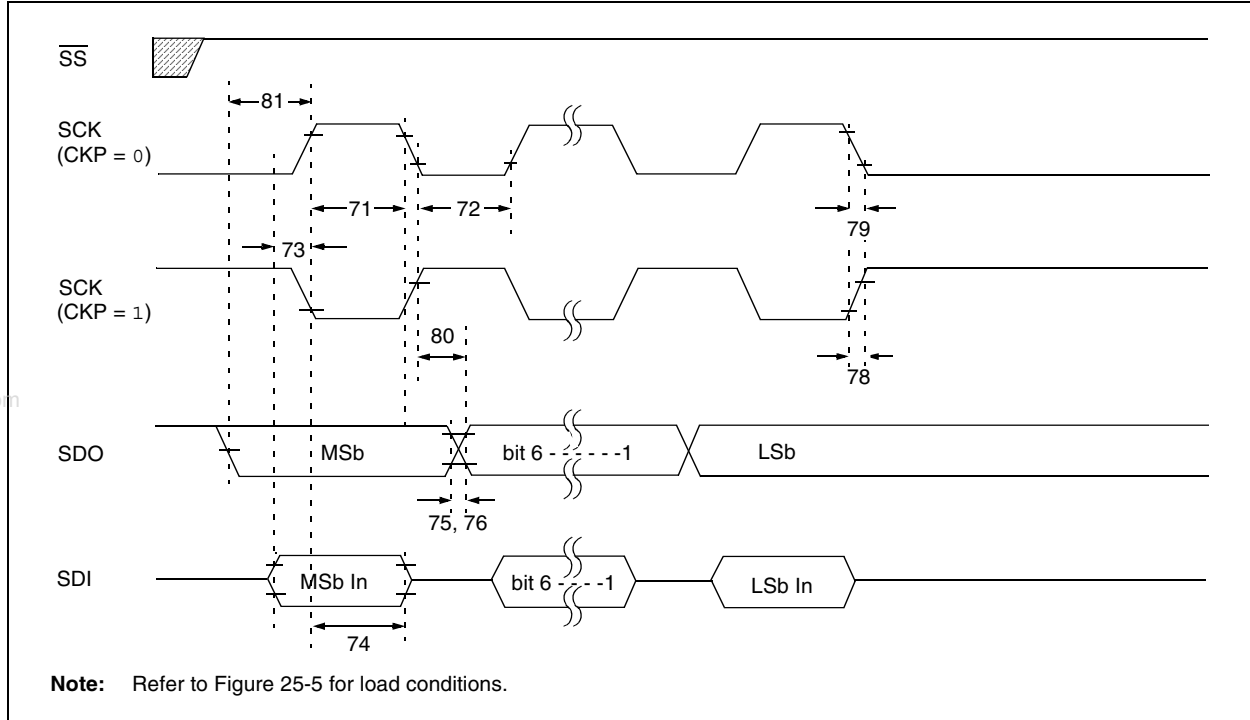 SS
81
SCK
(CKP = 0)
71
72
79
73
SCK
(CKP = 1)
80
78
om
SDO
MSb
bit 6 - - - - - - -1
LSb
75, 76
SDI
MSb In
bit 6 - - - - -1
LSb In
74
Note: Refer to Figure 25-5 for load conditions.